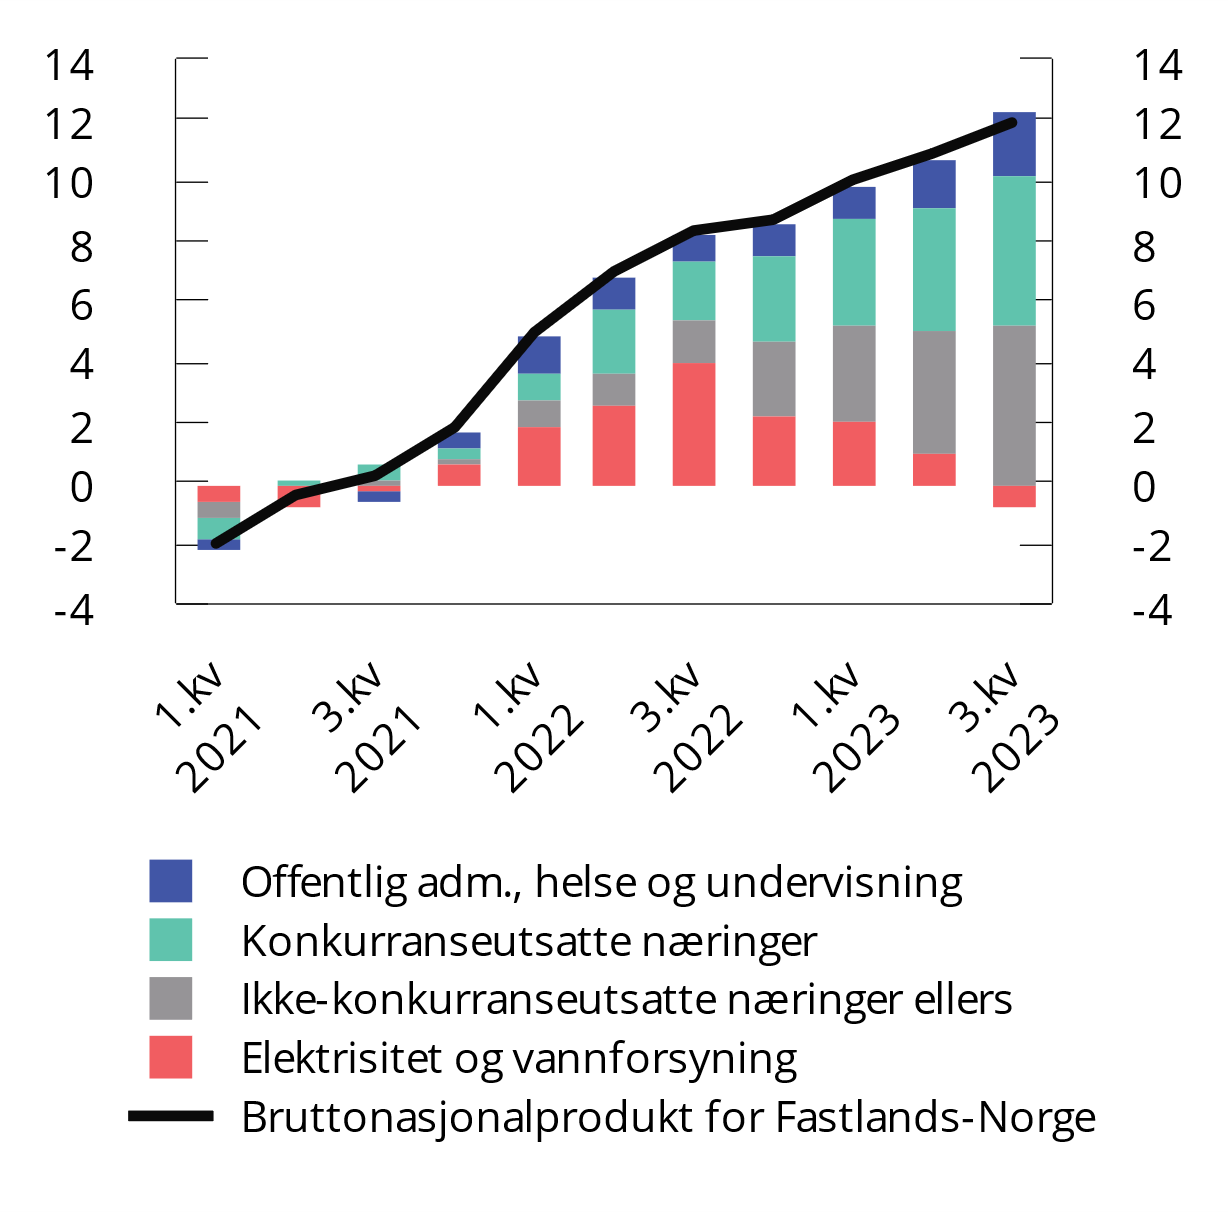 14 14
12 12
10 10
8 8
6 6
4 4
2 2
0 0
-2 -2
-4 -4
1.kv 2021
3.kv 2021
1.kv 2022
3.kv 2022
1.kv 2023
3.kv 2023
Offentlig adm., helse og undervisning
Konkurranseutsatte næringer
Ikke-konkurranseutsatte næringer ellers
Elektrisitet og vannforsyning
Bruttonasjonalprodukt for Fastlands-Norge